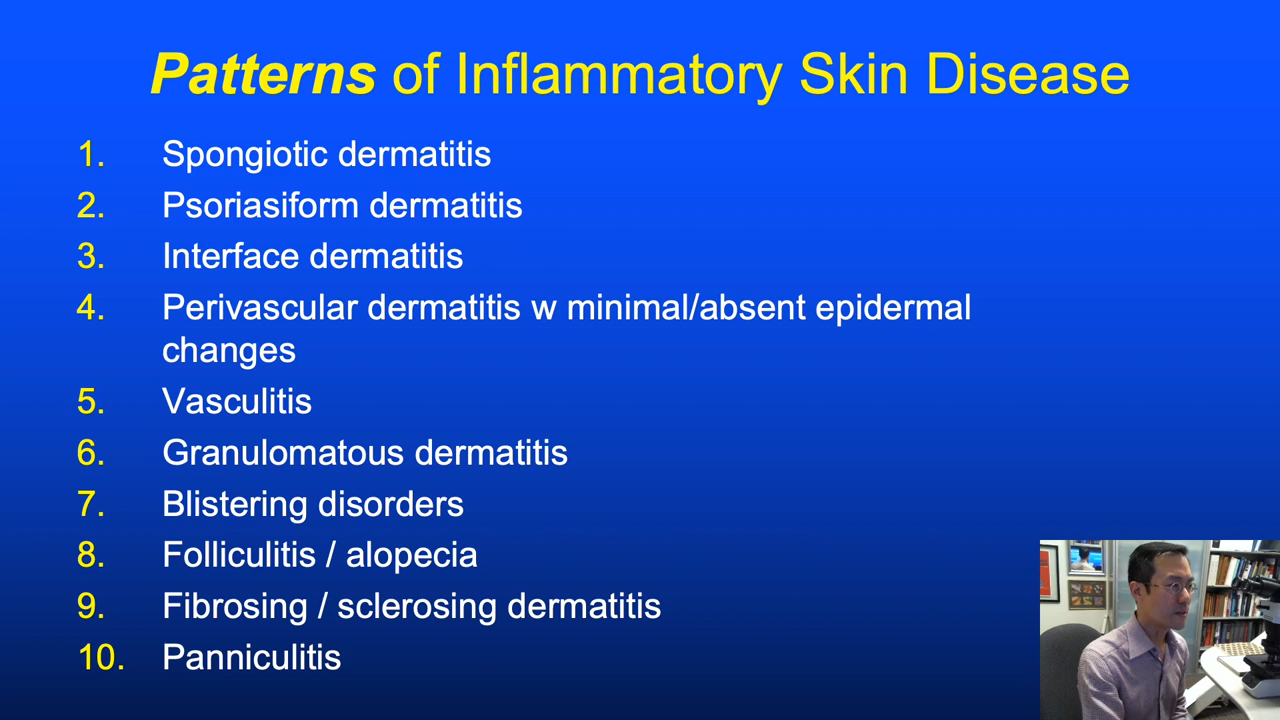 Patterns of Inflammatory Skin Disease
1. Spongiotic dermatitis
2. Psoriasiform dermatitis
3. Interface dermatitis
4. Perivascular dermatitis w minimal/absent epidermal
changes
5. Vasculitis
6. Granulomatous dermatitis
7. Blistering disorders
8. Folliculitis / alopecia
9. Fibrosing / sclerosing dermatitis
10. Panniculitis